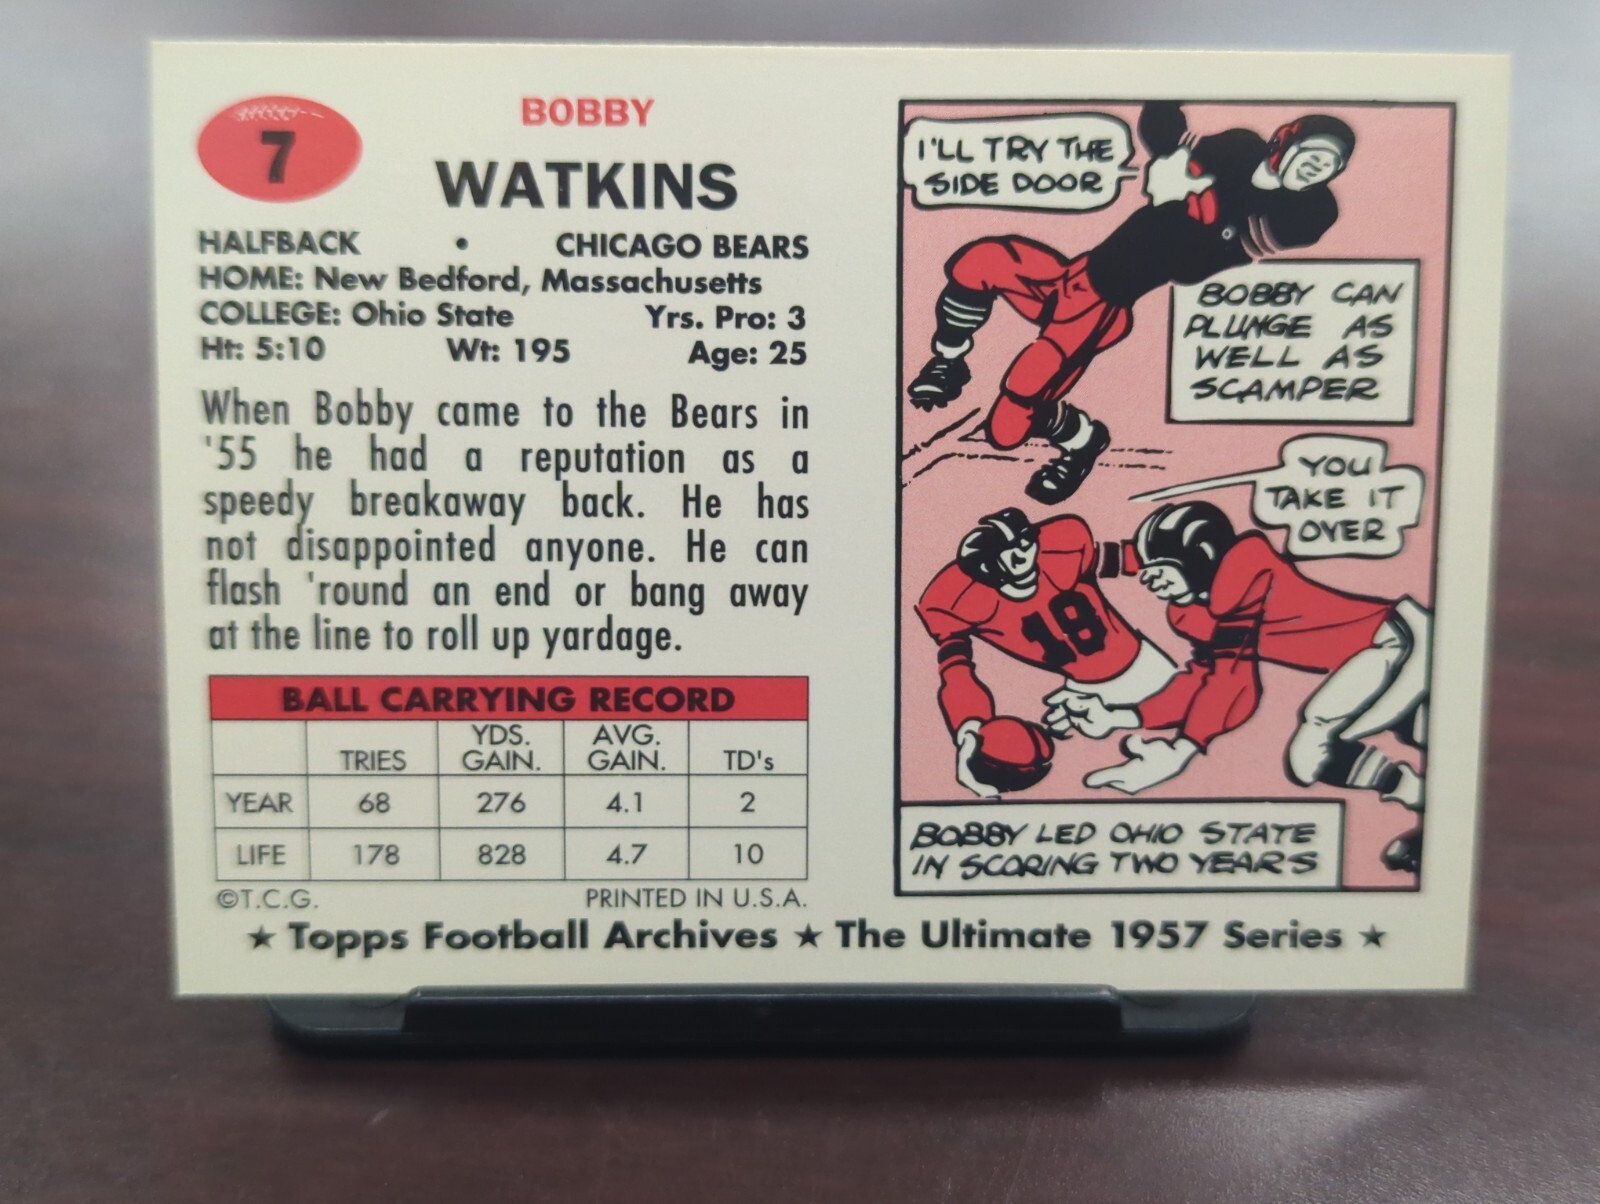 7
BOBBY
WATKINS
HALFBACK • CHICAGO BEARS
HOME: New Bedford, Massachusetts
COLLEGE: Ohio State Yrs. Pro: 3
Ht: 5:10 Wt: 195 Age: 25
When Bobby came to the Bears in
'55 he had a reputation as a
speedy breakaway back. He has
not disappointed anyone. He can
flash 'round an end or bang away
at the line to roll up yardage.
BALL CARRYING RECORD
TRIES YDS. GAIN. AVG. GAIN. TD's
YEAR 68 276 4.1 2
LIFE 178 828 4.7 10
©T.C.G. PRINTED IN U.S.A.
I'LL TRY THE
SIDE DOOR
BOBBY CAN
PLUNGE AS
WELL AS
SCAMPER
YOU
TAKE IT
OVER
18
BOBBY LED OHIO STATE
IN SCORING TWO YEARS
★ Topps Football Archives ★ The Ultimate 1957 Series ★